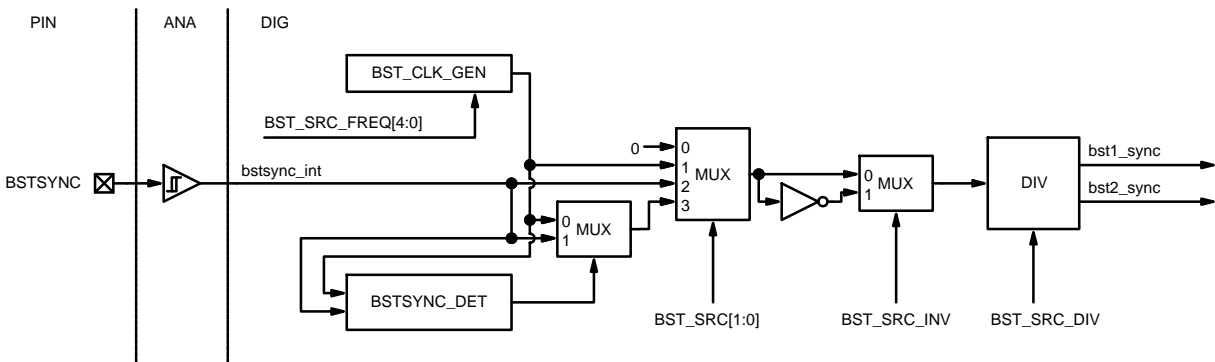 PIN
ANA
DIG
BST_CLK_GEN
BST_SRC_FREQ[4:0]
BSTSYNC
bstsync_int
0
0
1
2
3
MUX
0
1
MUX
BSTSYNC_DET
BST_SRC[1:0]
0
1
MUX
BST_SRC_INV
DIV
BST_SRC_DIV
bst1_sync
bst2_sync